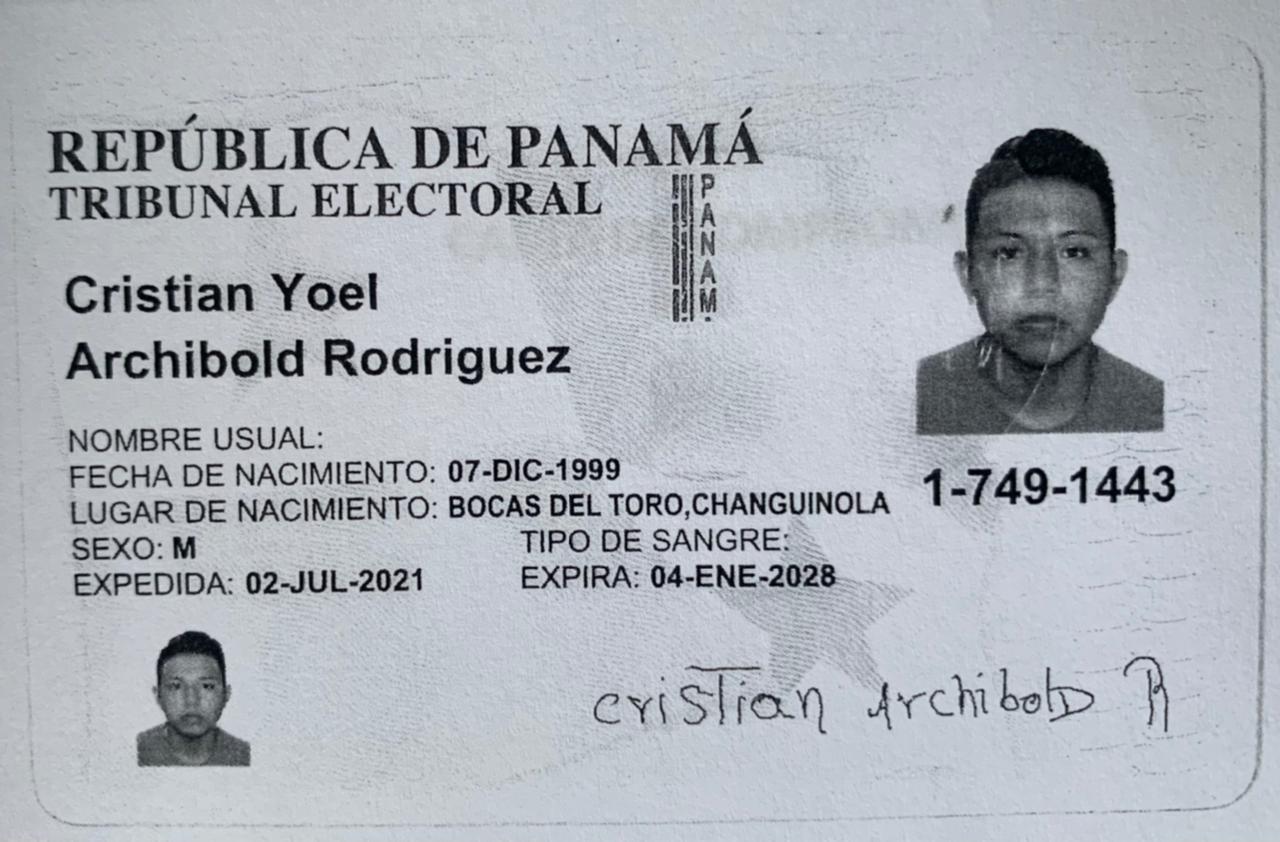 REPÚBLICA DE PANAMÁ
TRIBUNAL ELECTORAL
PANAM
Cristian Yoel
Archibold Rodriguez
NOMBRE USUAL:
FECHA DE NACIMIENTO: 07-DIC-1999
LUGAR DE NACIMIENTO: BOCAS DEL TORO,CHANGUINOLA
SEXO: M TIPO DE SANGRE:
EXPEDIDA: 02-JUL-2021 EXPIRA: 04-ENE-2028
1-749-1443
Cristian Archibold R